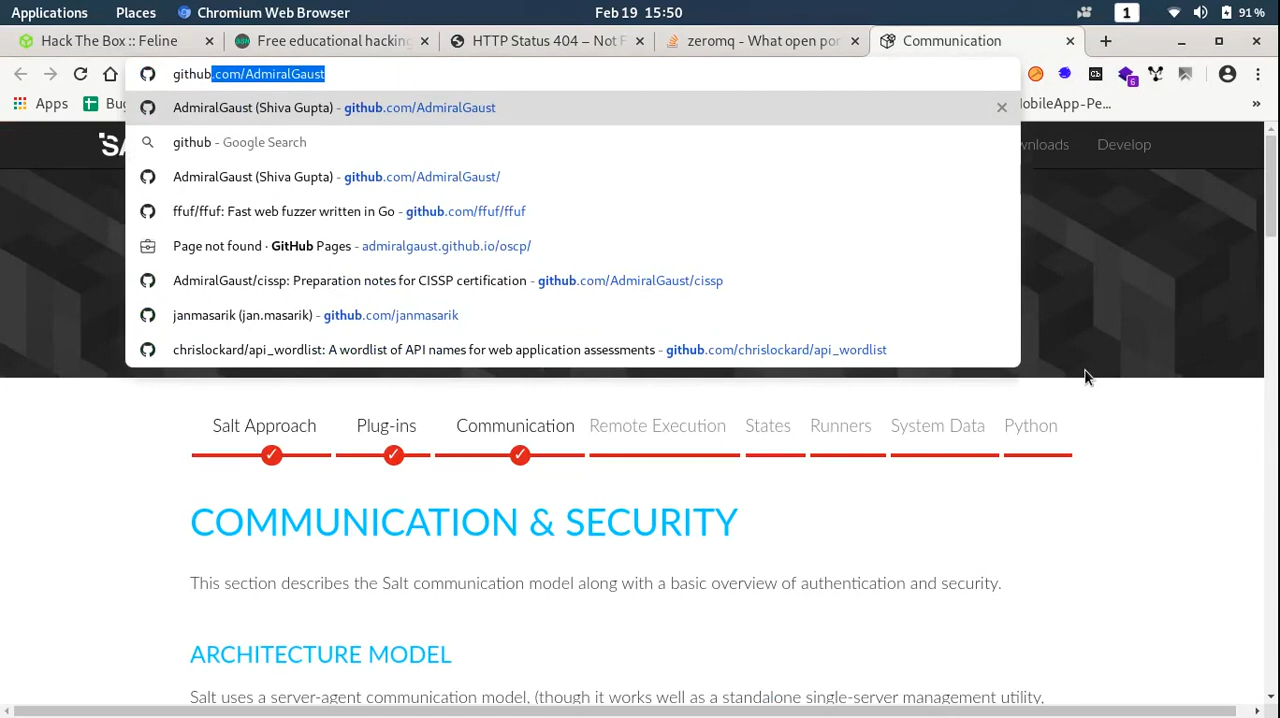 Applications Places Chromium Web Browser Feb 19 15:50 1 91 %
Hack The Box :: Feline × Free educational hackin × HTTP Status 404 – Not F × zeromq - What open por × Communication ×
github.com/AdmiralGaust
Apps Bug MobileApp-Pe... »
AdmiralGaust (Shiva Gupta) - github.com/AdmiralGaust
github - Google Search
AdmiralGaust (Shiva Gupta) - github.com/AdmiralGaust/
ffuf/ffuf: Fast web fuzzer written in Go - github.com/ffuf/ffuf
Page not found · GitHub Pages - admiralgaust.github.io/oscp/
AdmiralGaust/cissp: Preparation notes for CISSP certification - github.com/AdmiralGaust/cissp
janmasarik (jan.masarik) - github.com/janmasarik
chrislockard/api_wordlist: A wordlist of API names for web application assessments - github.com/chrislockard/api_wordlist
SA wnloads Develop
Salt Approach Plug-ins Communication Remote Execution States Runners System Data Python
COMMUNICATION & SECURITY
This section describes the Salt communication model along with a basic overview of authentication and security.
ARCHITECTURE MODEL
Salt uses a server-agent communication model, (though it works well as a standalone single-server management utility,